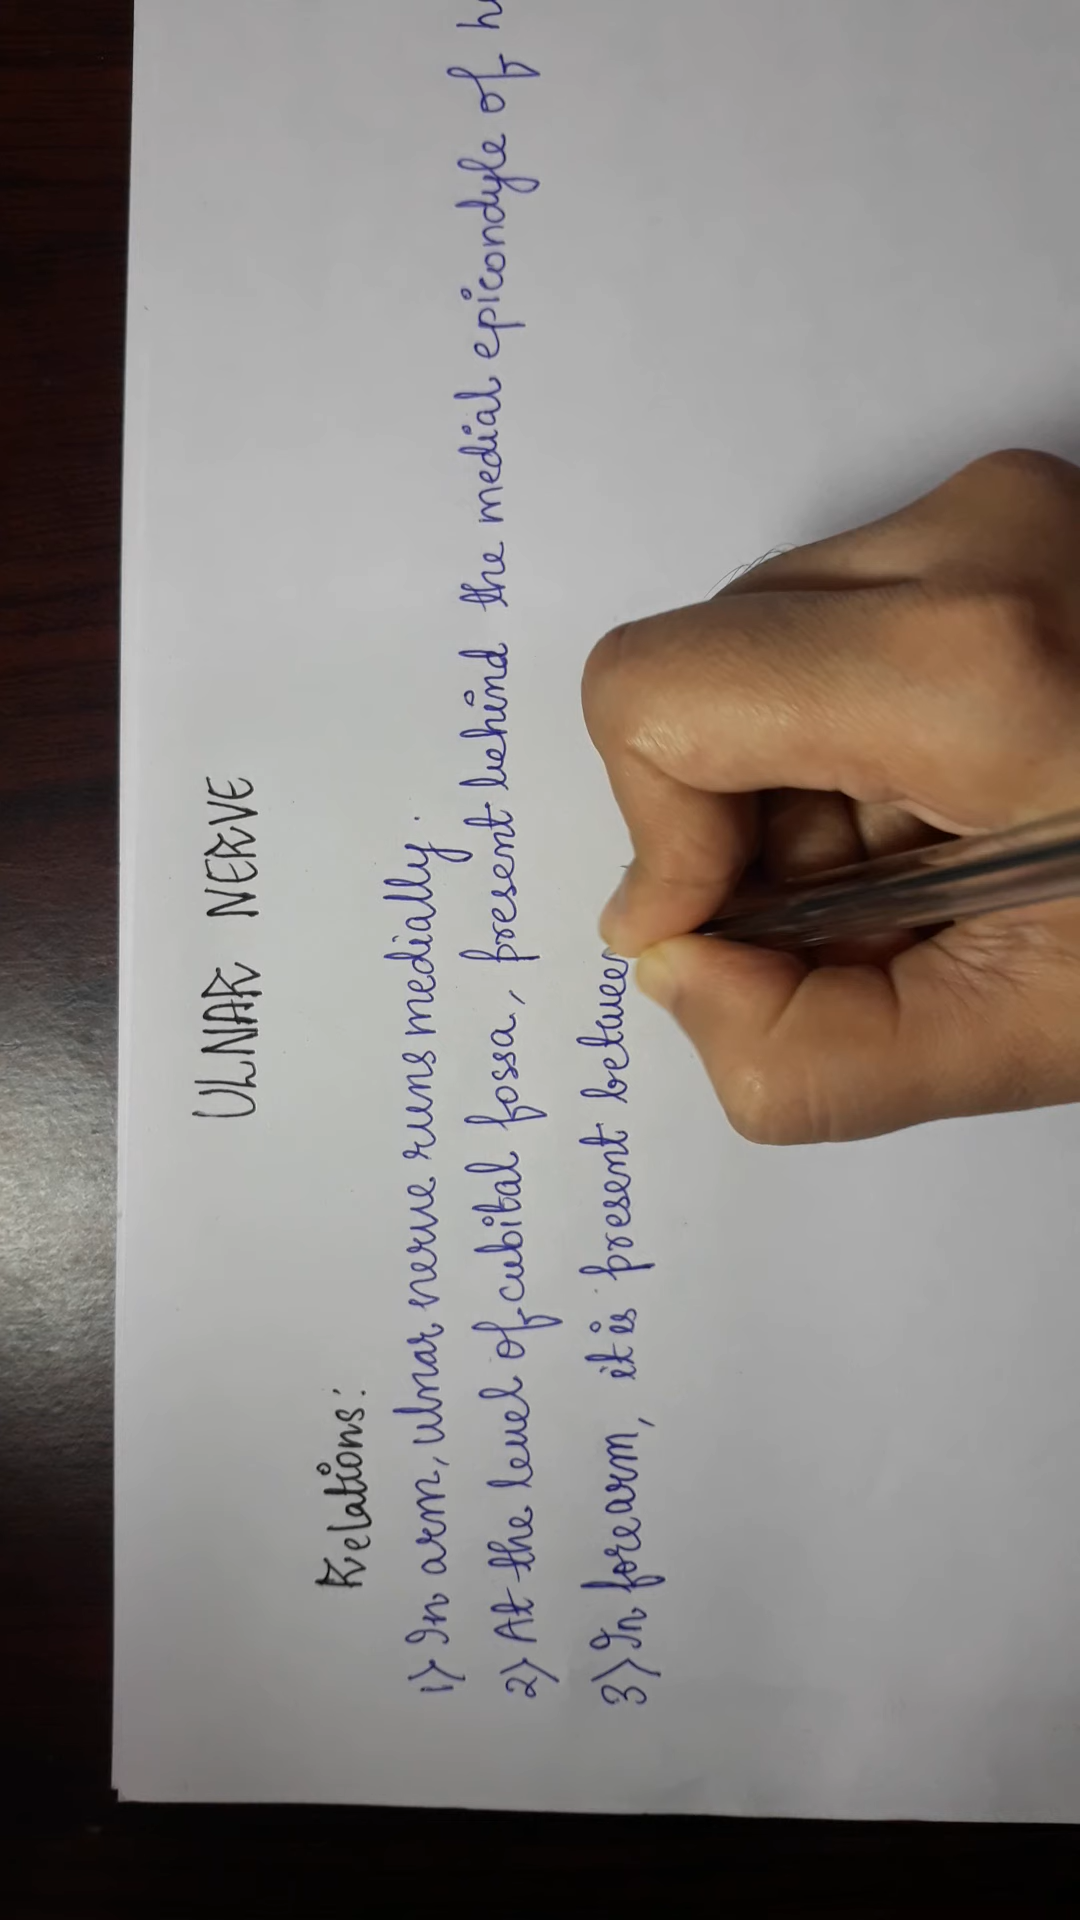 ULNAR NERVE
Relations:
1) In arm, ulnar nerve runs medially.
2) At the level of cubital fossa, present behind the medial epicondyle of
3) In forearm, it is present between